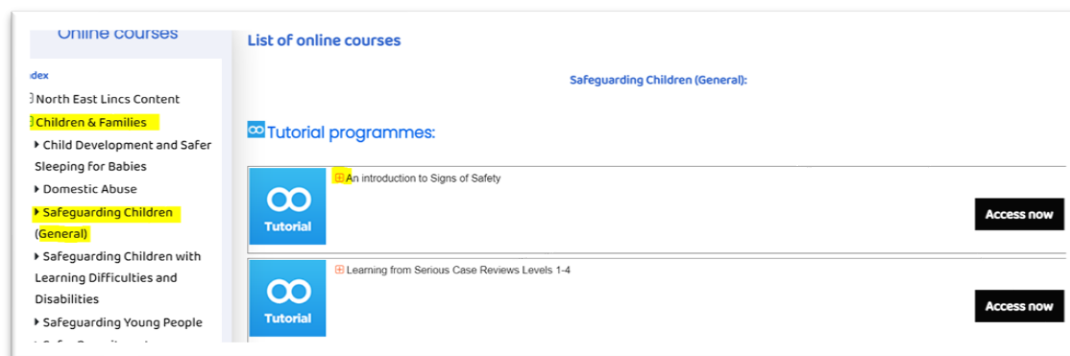 Online courses
ndex
North East Lincs Content
Children & Families
Child Development and Safer
Sleeping for Babies
Domestic Abuse
Safeguarding Children
(General)
Safeguarding Children with
Learning Difficulties and
Disabilities
Safeguarding Young People
List of online courses
Safeguarding Children (General):
Tutorial programmes:
An introduction to Signs of Safety
Tutorial
Access now
Learning from Serious Case Reviews Levels 1-4
Tutorial
Access now